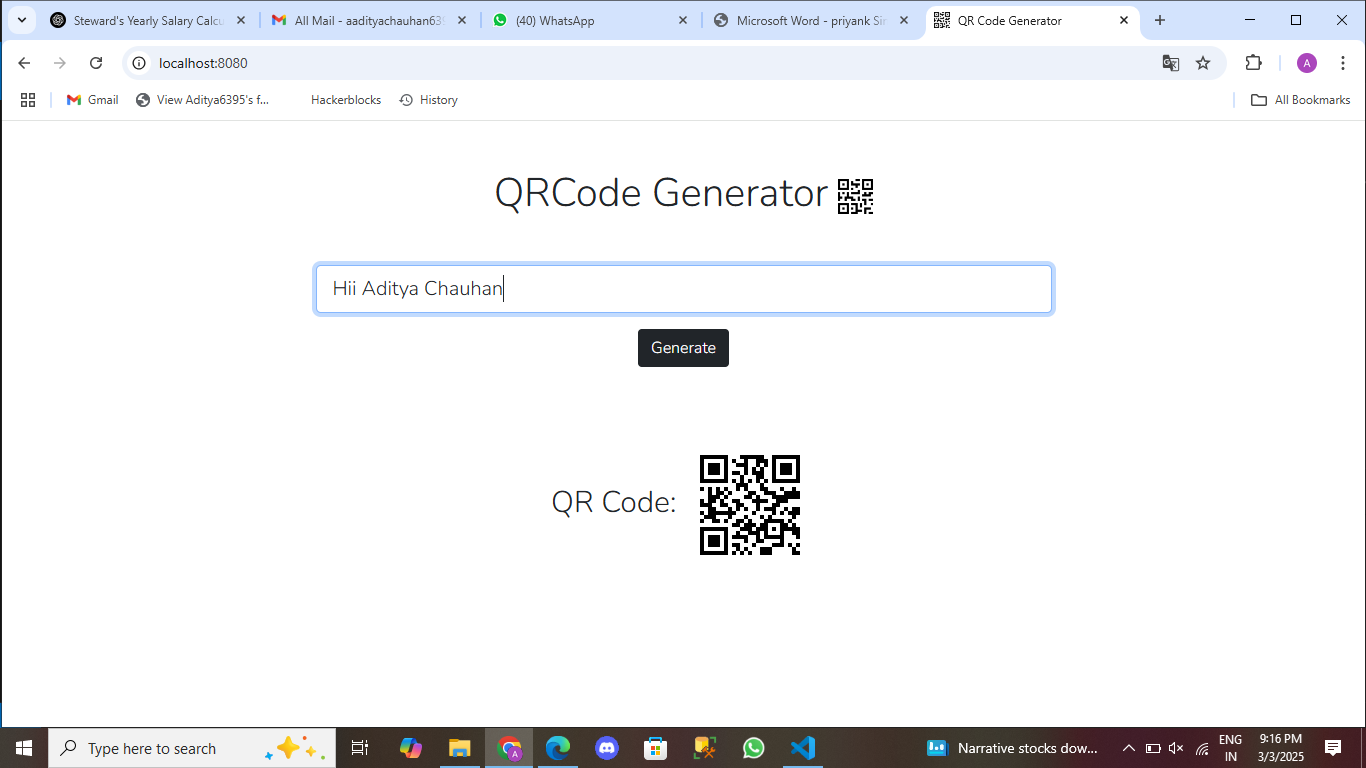 Steward's Yearly Salary Calcu
All Mail - aadityachauhan635
(40) WhatsApp
Microsoft Word - priyank Sin
QR Code Generator
localhost:8080
A
Gmail
View Aditya6395's f...
Hackerblocks
History
All Bookmarks
QRCode Generator
Hii Aditya Chauhan
Generate
QR Code:
Type here to search
Narrative stocks dow...
ENG
IN
9:16 PM
3/3/2025